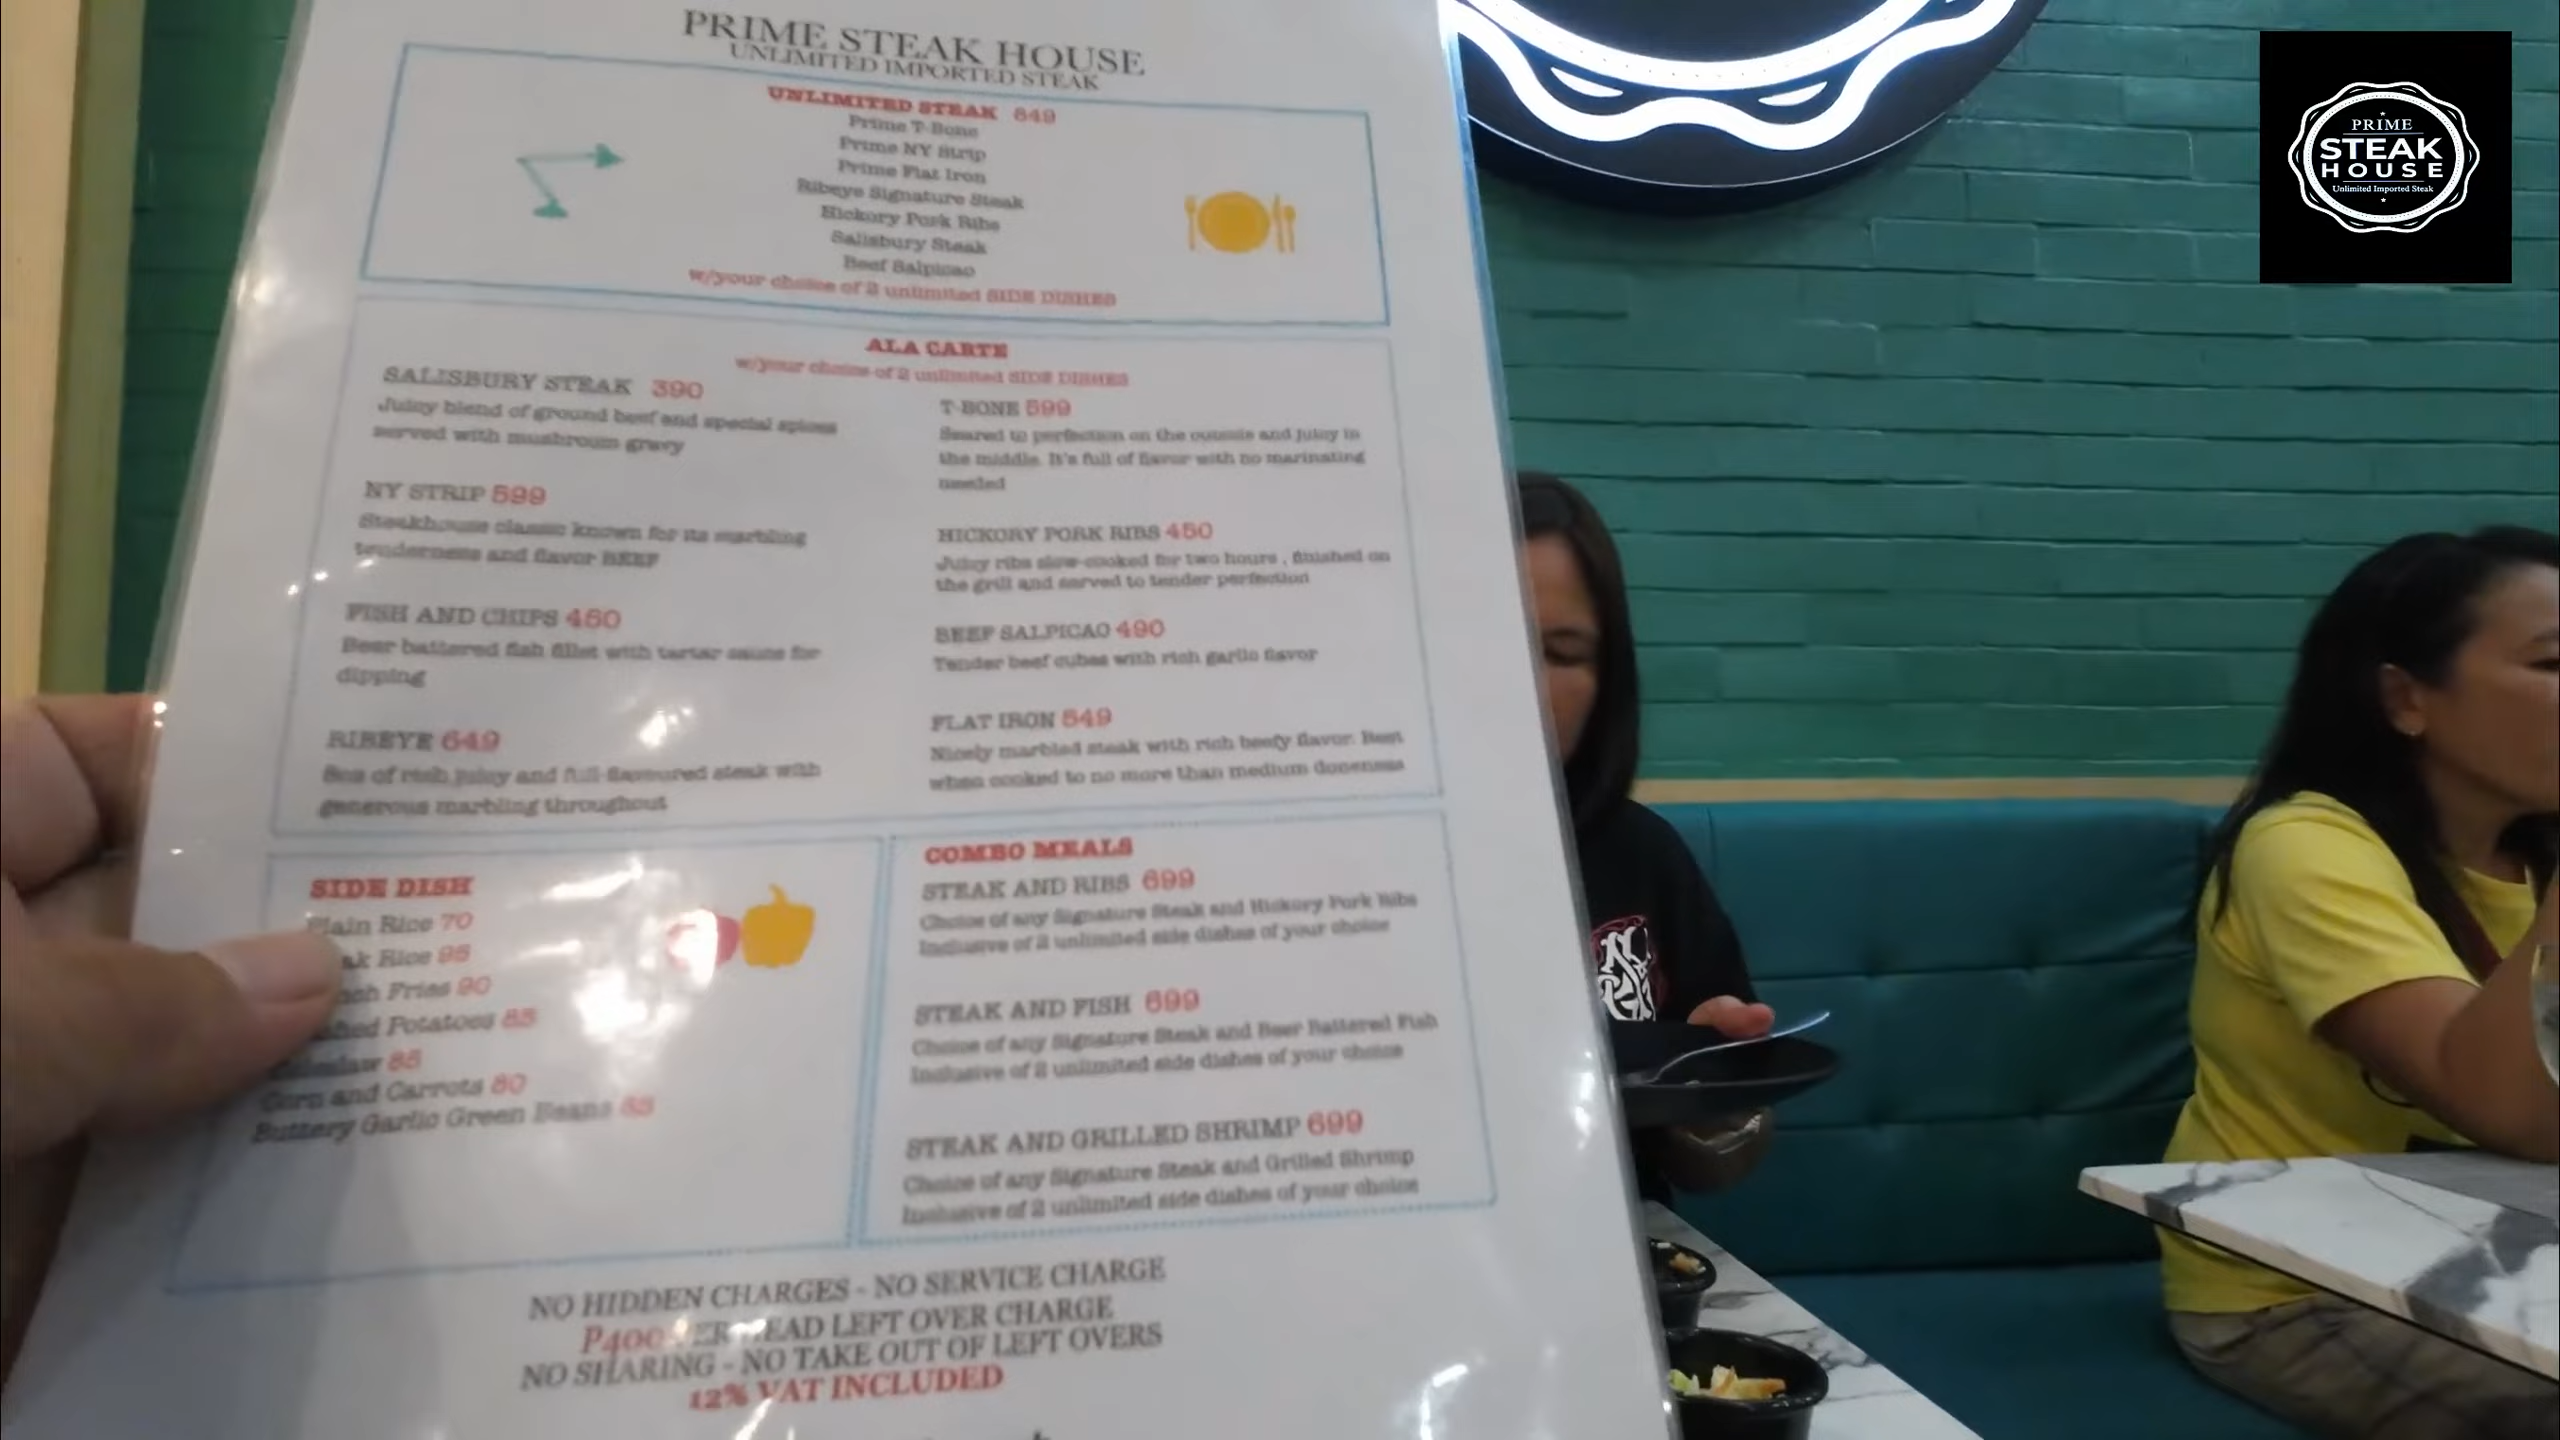 PRIME STEAK HOUSE
UNLIMITED IMPORTED STEAK
UNLIMITED STEAK 849
Prime T-Bone
Prime NY Strip
Prime Flat Iron
Ribeye Signature Steak
Hickory Pork Ribs
Salisbury Steak
Beef Salpicao
w/your choice of 2 unlimited SIDE DISHES
ALA CARTE
w/your choice of 2 unlimited SIDE DISHES
SALISBURY STEAK 390
Juicy blend of ground beef and special spices
served with mushroom gravy
NY STRIP 599
Steakhouse classic known for its marbling
tenderness and flavor BEEF
FISH AND CHIPS 450
Beer battered fish fillet with tartar sauce for
dipping
RIBEYE 649
of rich juicy and full-flavoured steak with
generous marbling throughout
T-BONE 599
Seared to perfection on the outside and juicy in
the middle. It's full of flavor with no marinating
needed
HICKORY PORK RIBS 450
Juicy ribs slow-cooked for two hours , finished on
the grill and served to tender perfection
BEEF SALPICAO 490
Tender beef cubes with rich garlic flavor
FLAT IRON 549
Nicely marbled steak with rich beefy flavor. Best
when cooked to no more than medium doneness
SIDE DISH
Plain Rice 70
Rice 95
Fries 90
Potatoes
85
Corn and Carrots 80
Buttery Garlic Green Beans
COMBO MEALS
STEAK AND RIBS 699
Choice of any Signature Steak and Hickory Pork Ribs
Inclusive of 2 unlimited side dishes of your choice
STEAK AND FISH 699
Choice of any Signature Steak and Beer Battered Fish
Inclusive of 2 unlimited side dishes of your choice
STEAK AND GRILLED SHRIMP 699
Choice of any Signature Steak and Grilled Shrimp
Inclusive of 2 unlimited side dishes of your choice
NO HIDDEN CHARGES - NO SERVICE CHARGE
P400 PER HEAD LEFT OVER CHARGE
NO SHARING - NO TAKE OUT OF LEFT OVERS
12% VAT INCLUDED
PRIME
STEAK
HOUSE
Unlimited Imported Steak